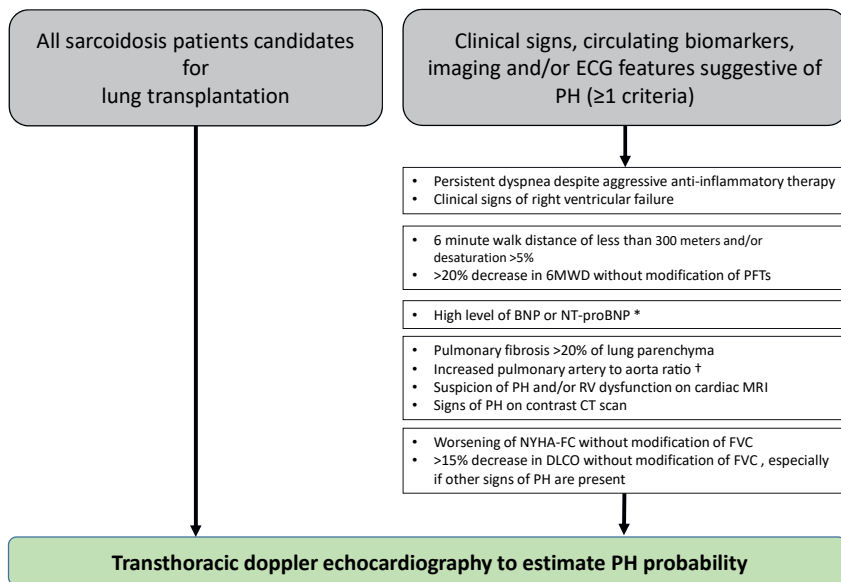 All sarcoidosis patients candidates
for
lung transplantation
Clinical signs, circulating biomarkers,
imaging and/or ECG features suggestive of
PH (≥1 criteria)
• Persistent dyspnea despite aggressive anti-inflammatory therapy
• Clinical signs of right ventricular failure
• 6 minute walk distance of less than 300 meters and/or
desaturation >5%
• >20% decrease in 6MWD without modification of PFTs
• High level of BNP or NT-proBNP *
• Pulmonary fibrosis >20% of lung parenchyma
• Increased pulmonary artery to aorta ratio †
• Suspicion of PH and/or RV dysfunction on cardiac MRI
• Signs of PH on contrast CT scan
• Worsening of NYHA-FC without modification of FVC
• >15% decrease in DLCO without modification of FVC , especially
if other signs of PH are present
Transthoracic doppler echocardiography to estimate PH probability